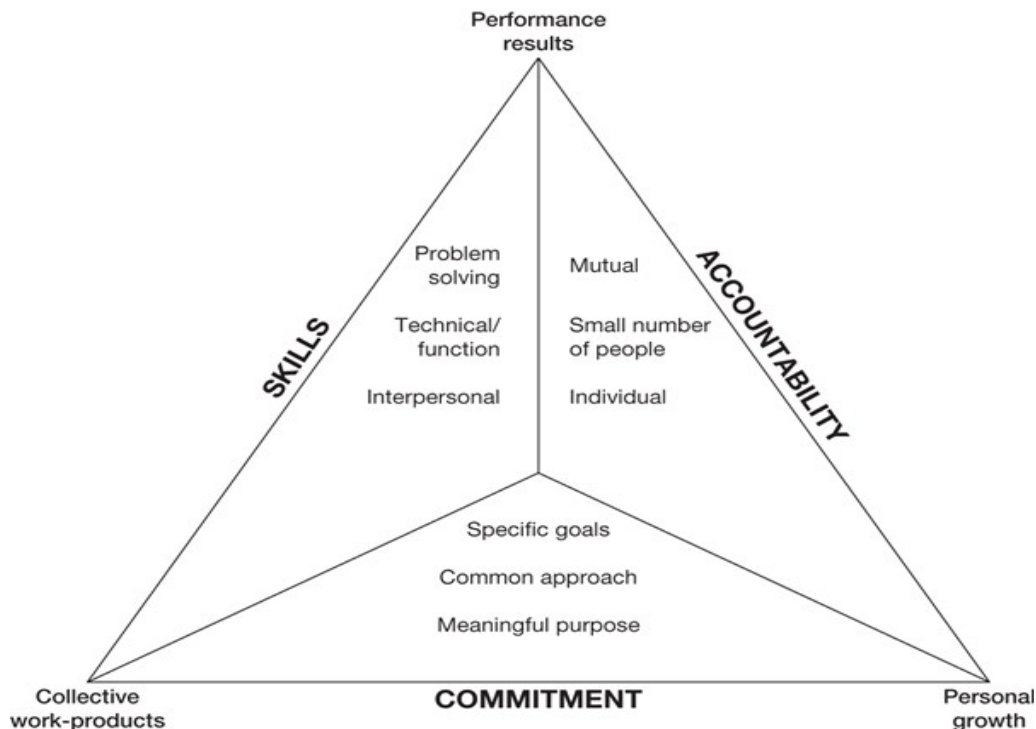 Performance
results
Problem
solving
Mutual
ACCOUNTABILITY
SKILLS
Technical/
function
Small number
of people
Interpersonal
Individual
Specific goals
Common approach
Meaningful purpose
Collective
work-products
COMMITMENT
Personal
growth